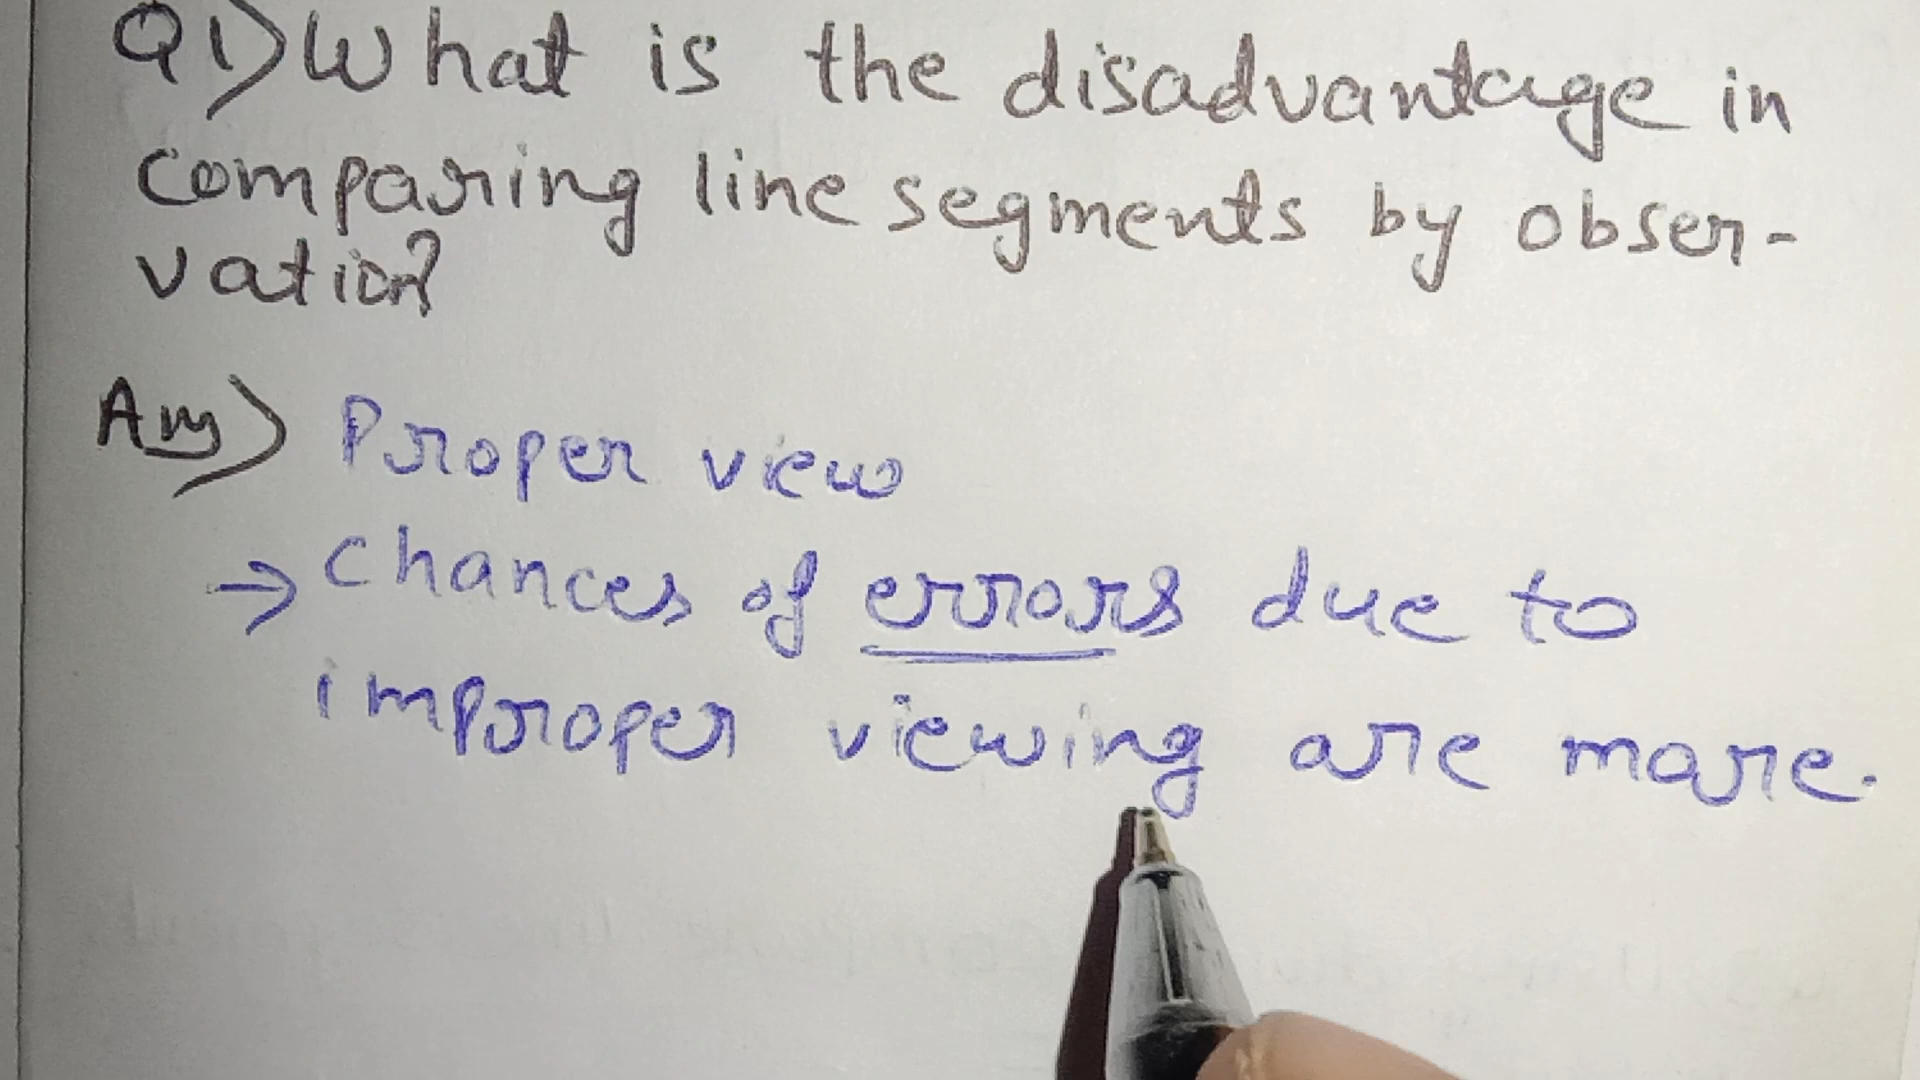 Q1) What is the disadvantage in
comparing line segments by obser-
vation?
Ans) Proper view
→ Chances of errors due to
improper viewing are more.